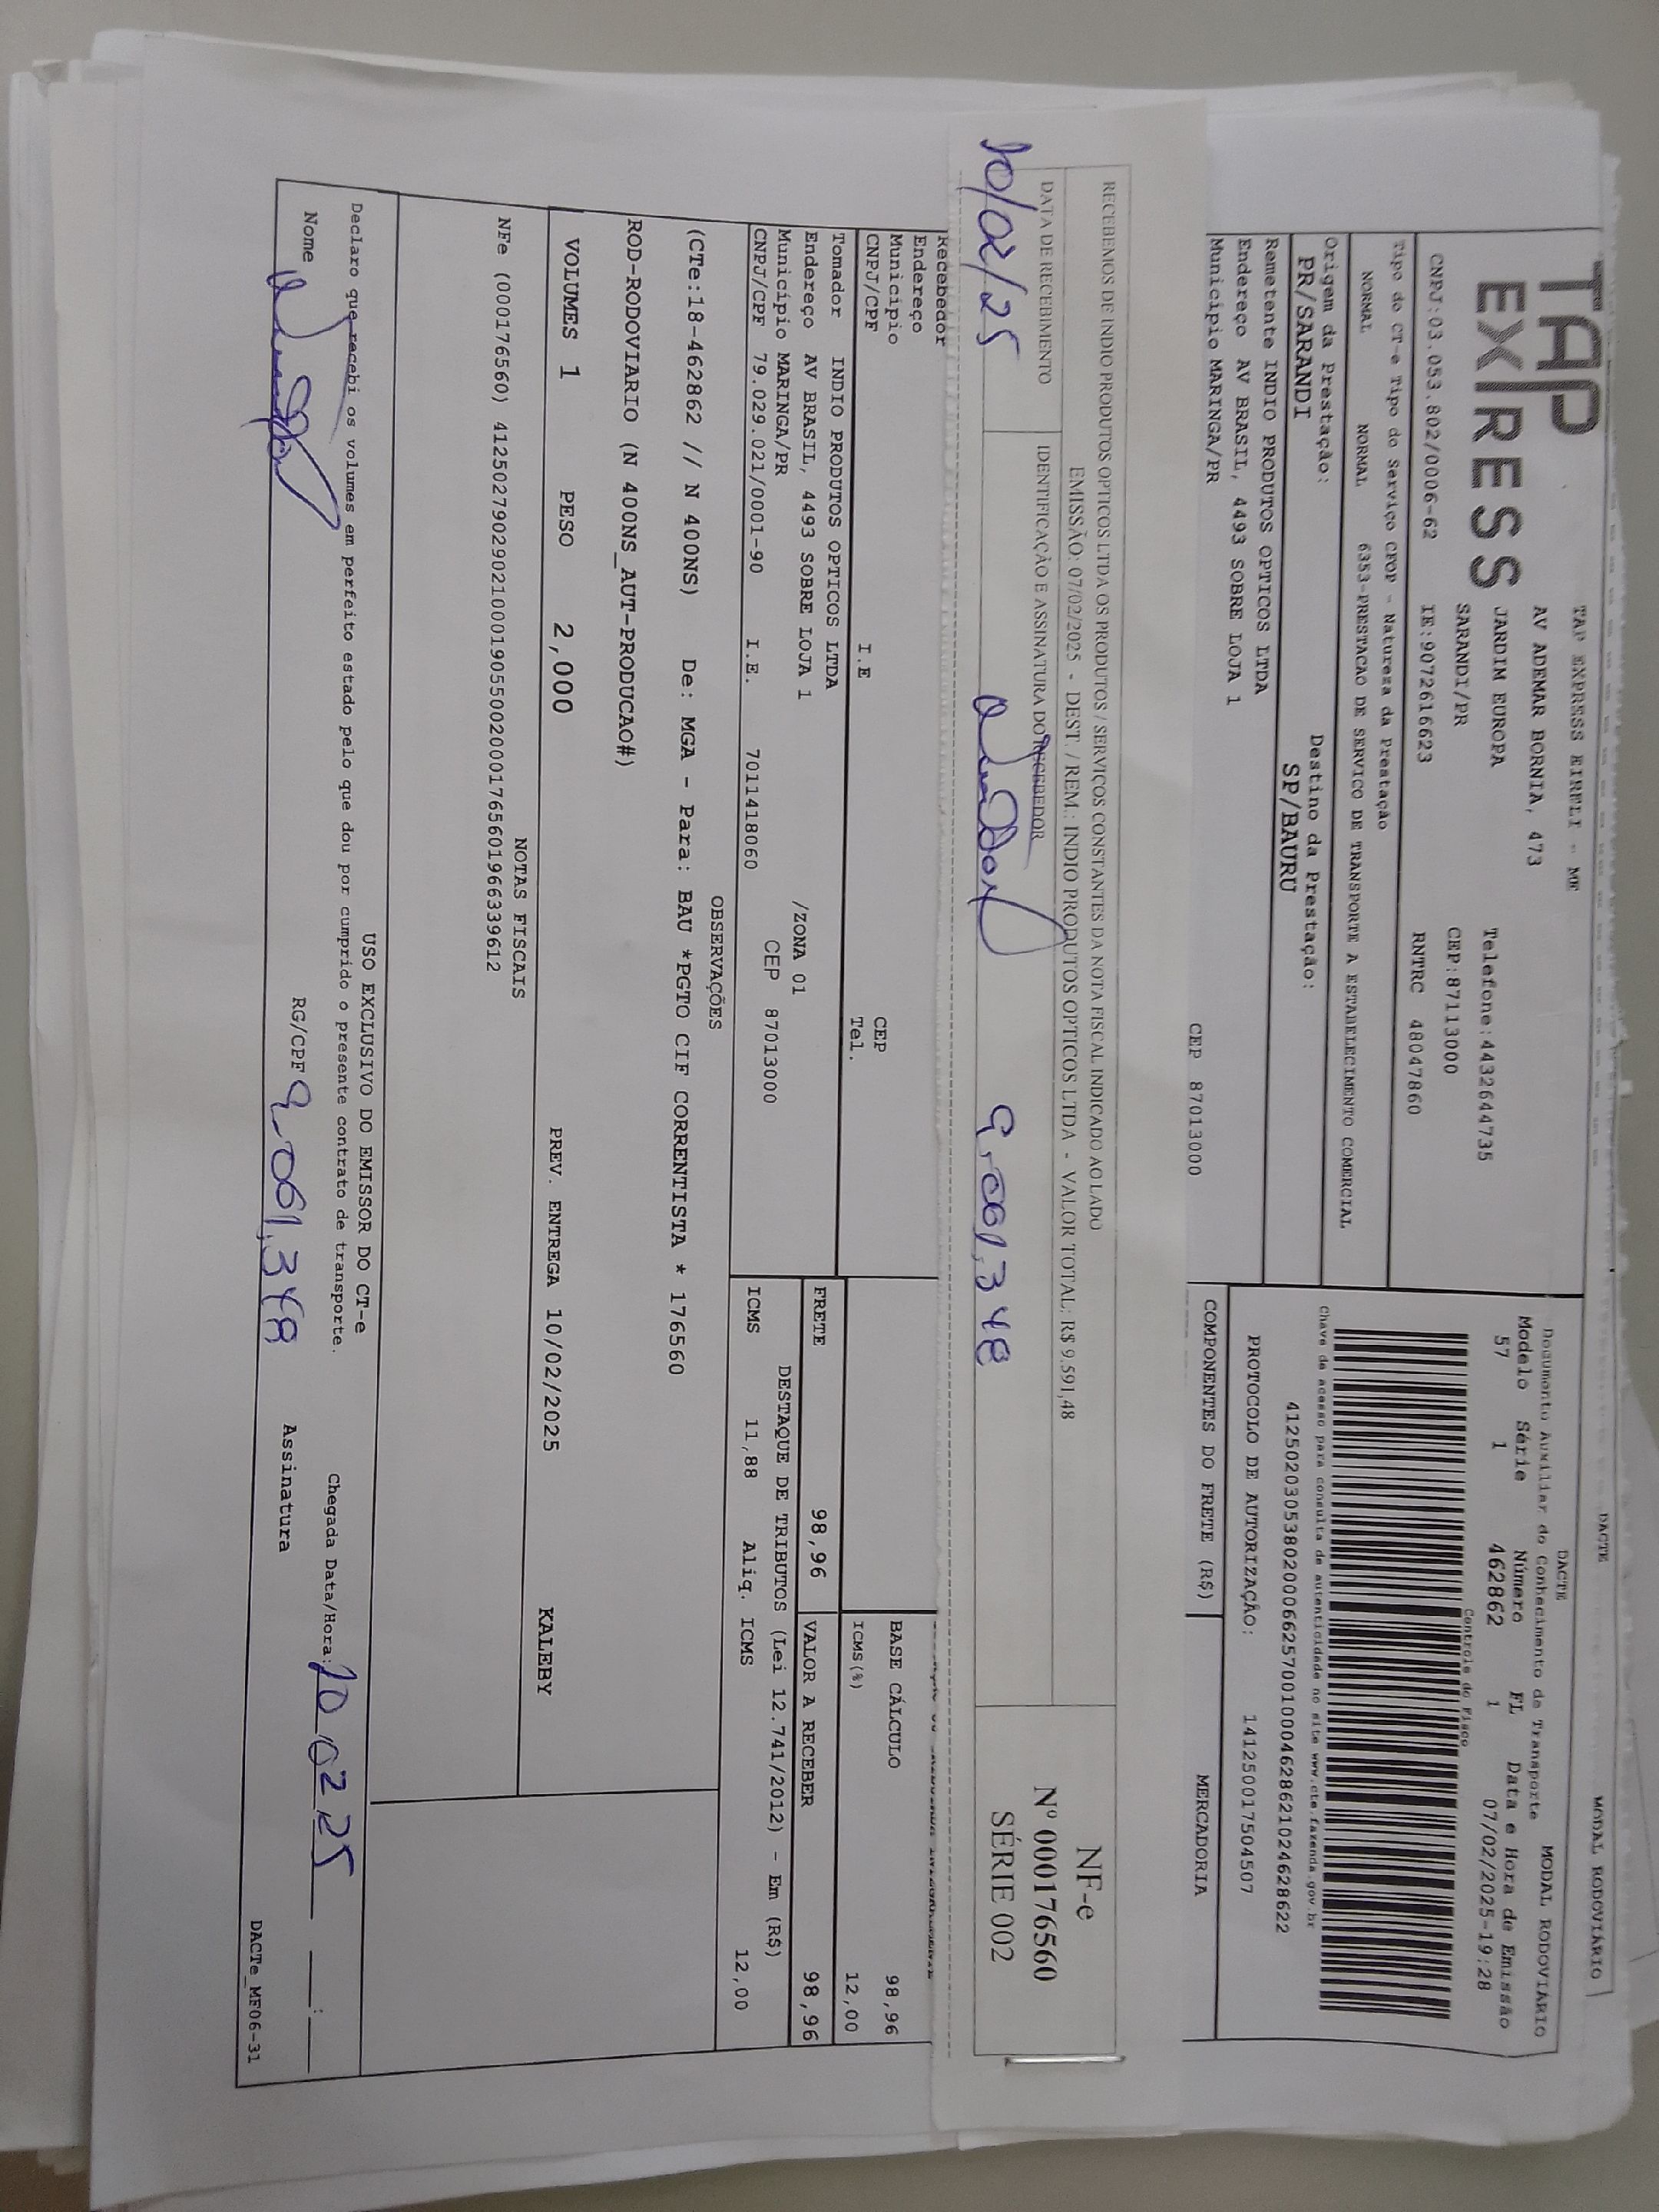 DACTE
MODAL RODOVIÁRIO
TAP
EXPRESS
TAP EXPRESS EIRELI - ME
AV ADEMAR BORNIA, 473
JARDIM EUROPA
Telefone:4432644735
SARANDI/PR
CEP:87113000
CNPJ:03.053.802/0006-62
IE:9072616623
RNTRC 48047860
DACTE
Documento Auxiliar do Conhecimento de Transporte
MODAL RODOVIÁRIO
Modelo Série Número FL Data e Hora de Emissão
57 1 462862 1 07/02/2025-19:28
Controle do Fisco
Tipo do CT-e Tipo do Serviço CFOP - Natureza da Prestação
NORMAL NORMAL 6353-PRESTACAO DE SERVICO DE TRANSPORTE A ESTABELECIMENTO COMERCIAL
Chave de acesso para consulta de autenticidade no site www.cte.fazenda.gov.br
41250203053802000662570010004628621024628622
Origem da Prestação: Destino da Prestação:
PR/SARANDI SP/BAURU
PROTOCOLO DE AUTORIZAÇÃO: 141250017504507
Remetente INDIO PRODUTOS OPTICOS LTDA
Endereço AV BRASIL, 4493 SOBRE LOJA 1
Município MARINGA/PR CEP 87013000
COMPONENTES DO FRETE (R$) MERCADORIA
RECEBEMOS DE INDIO PRODUTOS OPTICOS LTDA OS PRODUTOS / SERVIÇOS CONSTANTES DA NOTA FISCAL INDICADO AO LADO
EMISSÃO: 07/02/2025 - DEST. / REM.: INDIO PRODUTOS OPTICOS LTDA - VALOR TOTAL: R$ 9.591,48
DATA DE RECEBIMENTO
IDENTIFICAÇÃO E ASSINATURA DO RECEBEDOR
10/02/25
9.061.348
NF-e
Nº 000176560
SÉRIE 002
Recebedor
Endereço
Município CEP
CNPJ/CPF I.E Tel.
BASE CÁLCULO 98,96
ICMS(%) 12,00
Tomador INDIO PRODUTOS OPTICOS LTDA
Endereço AV BRASIL, 4493 SOBRE LOJA 1 /ZONA 01
Município MARINGA/PR CEP 87013000
CNPJ/CPF 79.029.021/0001-90 I.E. 7011418060
FRETE 98,96 VALOR A RECEBER 98,96
DESTAQUE DE TRIBUTOS (Lei 12.741/2012) - Em (R$)
ICMS 11,88 Aliq. ICMS 12,00
OBSERVAÇÕES
(CTe:18-462862 // N 400NS) De: MGA - Para: BAU *PGTO CIF CORRENTISTA * 176560
ROD-RODOVIARIO (N 400NS_AUT-PRODUCAO#)
VOLUMES 1 PESO 2,000 PREV. ENTREGA 10/02/2025 KALEBY
NOTAS FISCAIS
NFe (000176560) 41250279029021000190550020001765601966339612
USO EXCLUSIVO DO EMISSOR DO CT-e
Declaro que recebi os volumes em perfeito estado pelo que dou por cumprido o presente contrato de transporte.
Chegada Data/Hora: 10 02 25 __:__
Nome RG/CPF 9.061.348 Assinatura
DACTe_MF06-31